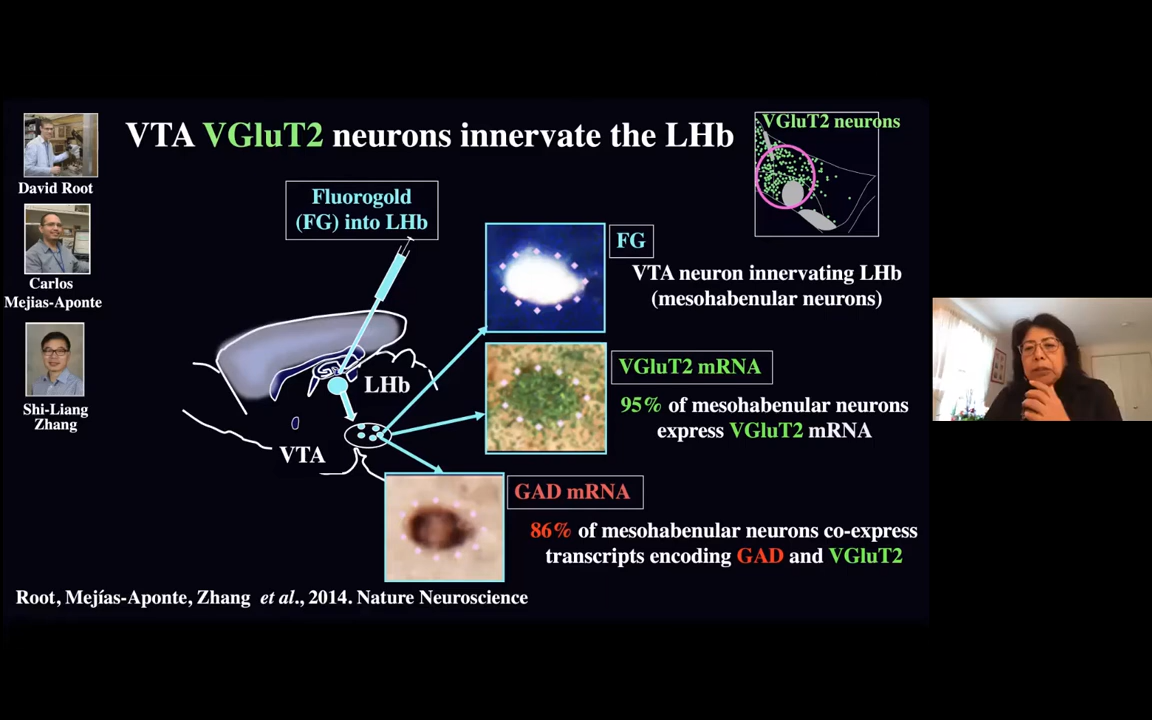 VTA VGluT2 neurons innervate the LHb
VGluT2 neurons
David Root
Carlos
Mejias-Aponte
Shi-Liang
Zhang
Fluorogold
(FG) into LHb
LHb
VTA
FG
VTA neuron innervating LHb
(mesohabenular neurons)
VGluT2 mRNA
95% of mesohabenular neurons
express VGluT2 mRNA
GAD mRNA
86% of mesohabenular neurons co-express
transcripts encoding GAD and VGluT2
Root, Mejías-Aponte, Zhang et al., 2014. Nature Neuroscience